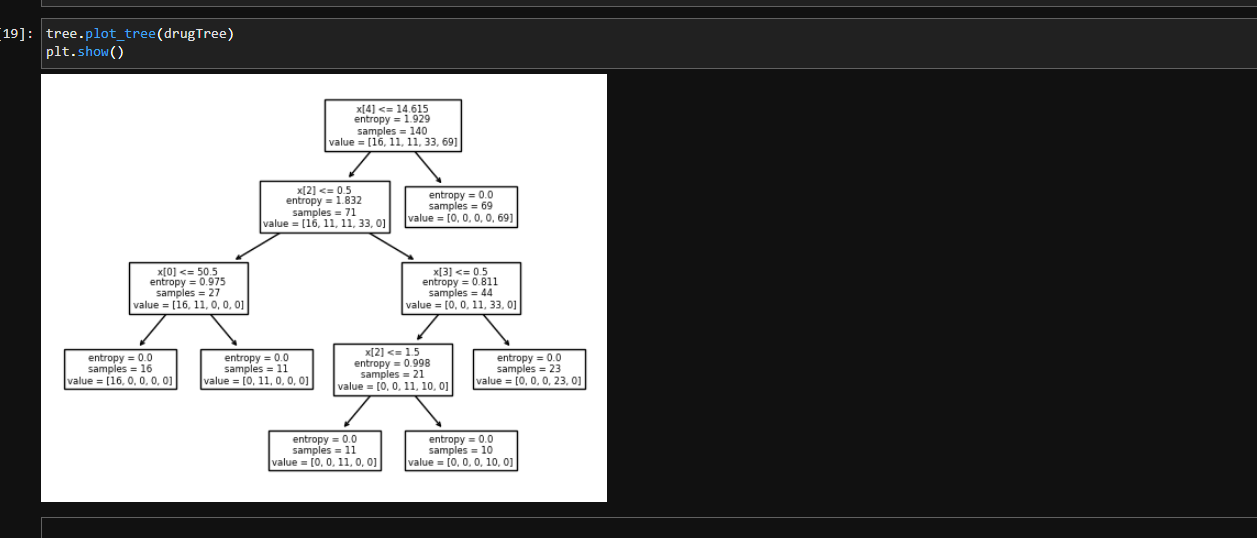 [19]: tree.plot_tree(drugTree)
plt.show()
x[4] <= 14.615
entropy = 1.929
samples = 140
value = [16, 11, 11, 33, 69]
x[2] <= 0.5
entropy = 1.832
samples = 71
value = [16, 11, 11, 33, 0]
entropy = 0.0
samples = 69
value = [0, 0, 0, 0, 69]
x[0] <= 50.5
entropy = 0.975
samples = 27
value = [16, 11, 0, 0, 0]
x[3] <= 0.5
entropy = 0.811
samples = 44
value = [0, 0, 11, 33, 0]
entropy = 0.0
samples = 16
value = [16, 0, 0, 0, 0]
entropy = 0.0
samples = 11
value = [0, 11, 0, 0, 0]
x[2] <= 1.5
entropy = 0.998
samples = 21
value = [0, 0, 11, 10, 0]
entropy = 0.0
samples = 23
value = [0, 0, 0, 23, 0]
entropy = 0.0
samples = 11
value = [0, 0, 11, 0, 0]
entropy = 0.0
samples = 10
value = [0, 0, 0, 10, 0]